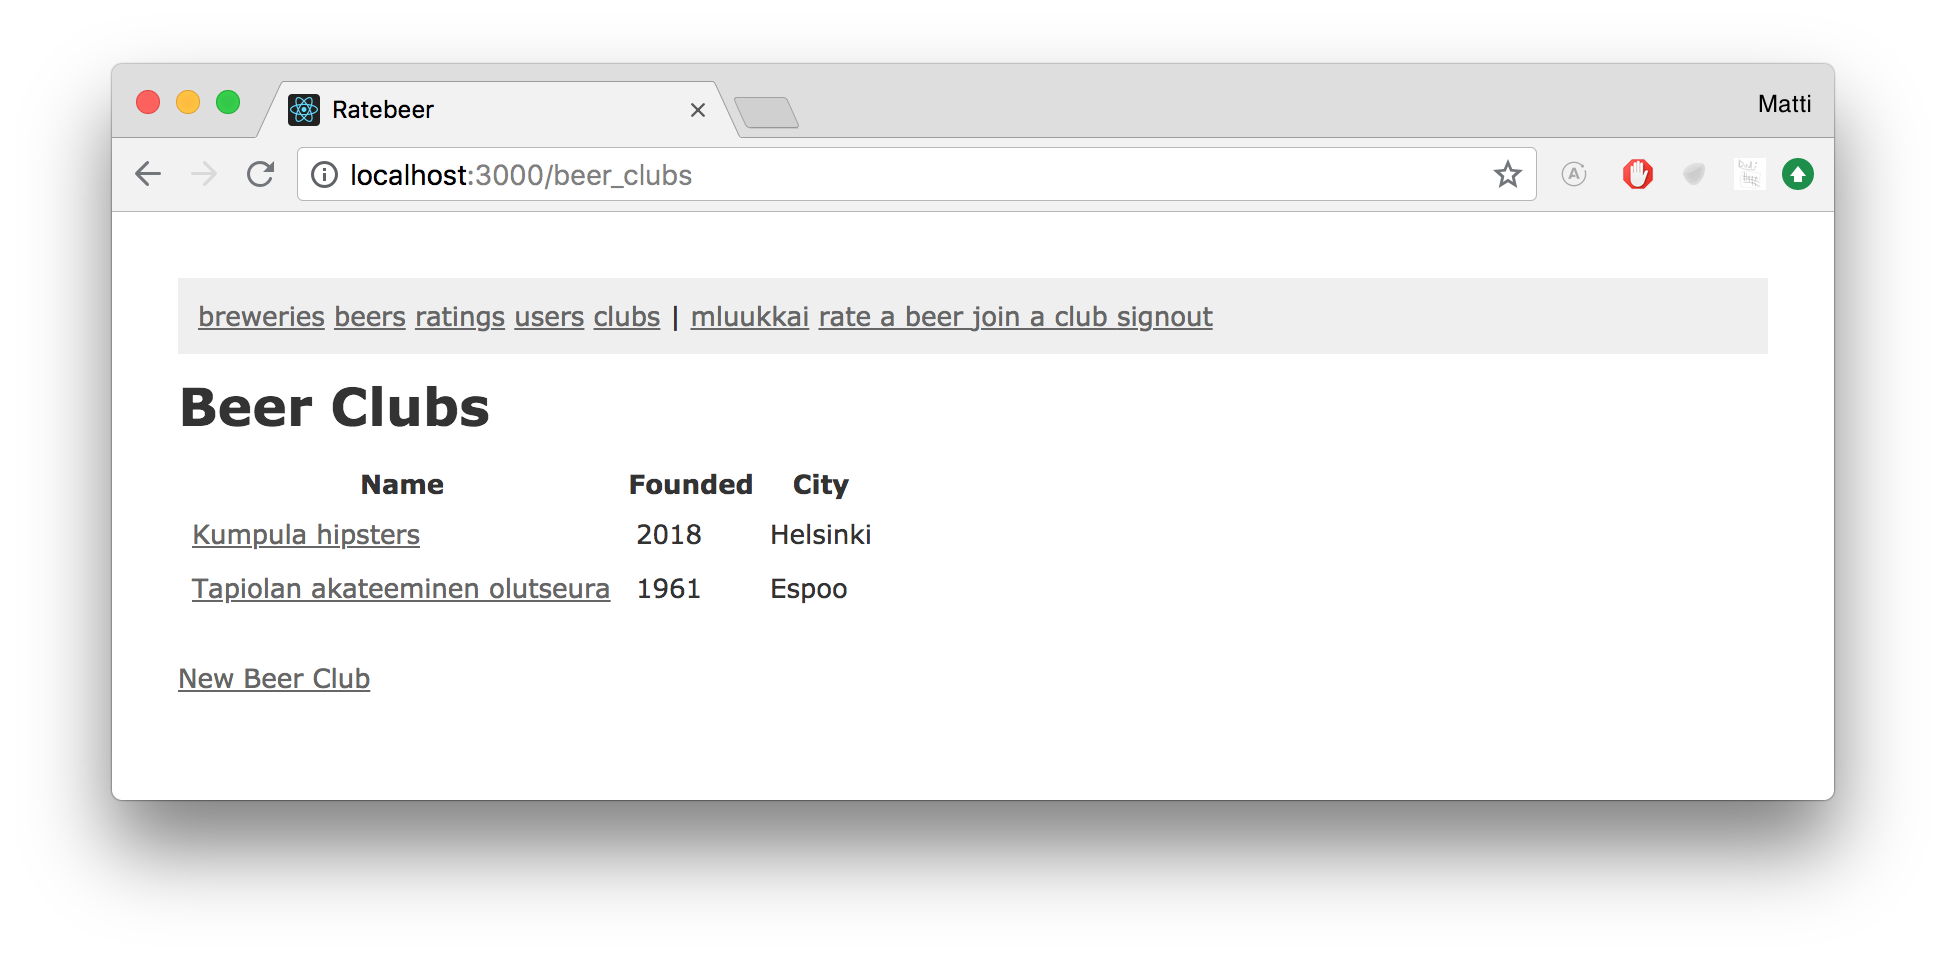 Ratebeer
Matti
localhost:3000/beer_clubs
breweries beers ratings users clubs | mluukkai rate a beer join a club signout
Beer Clubs
Name Founded City
Kumpula hipsters 2018 Helsinki
Tapiolan akateeminen olutseura 1961 Espoo
New Beer Club